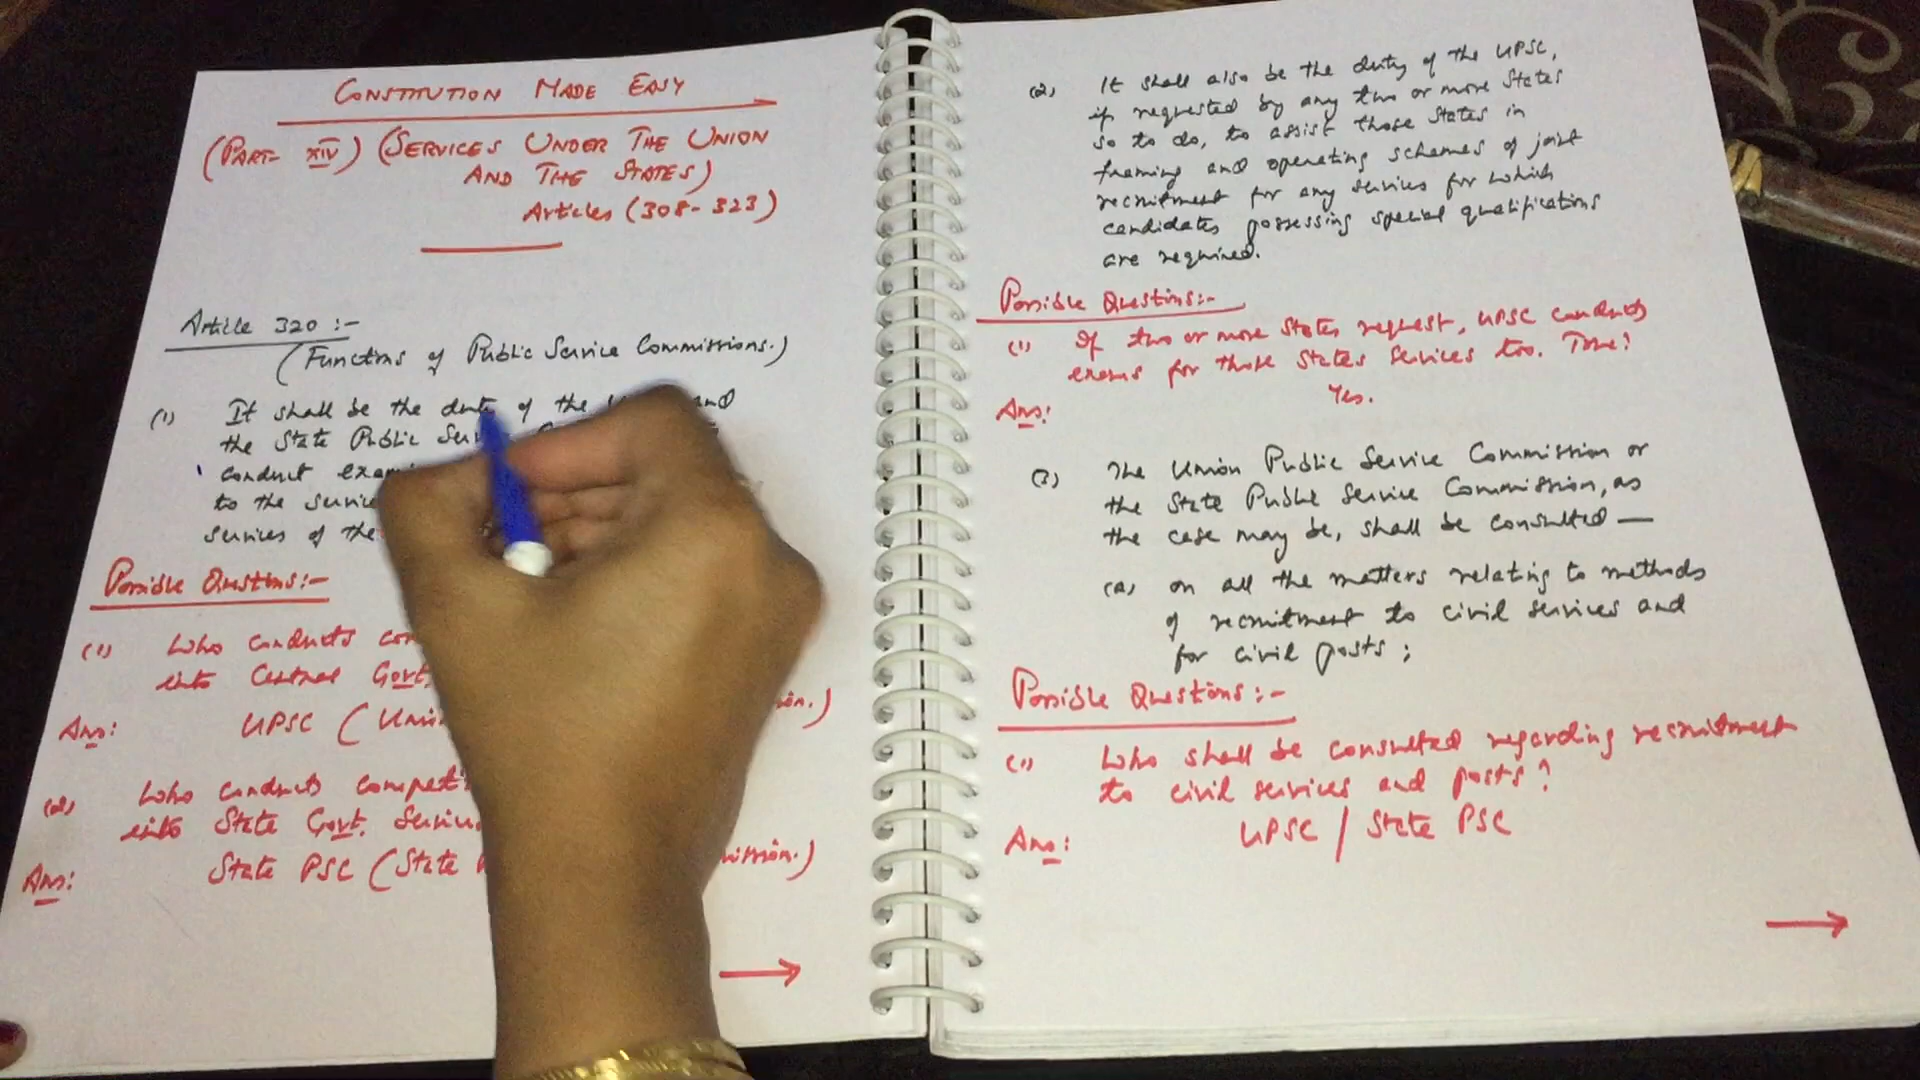 CONSTITUTION MADE EASY
(PART- XIV) (SERVICES UNDER THE UNION
AND THE STATES)
Articles (308-323)
Article 320 :-
(Functions of Public Service Commissions.)
(1) It shall be the duty of the and
the State Public
conduct
to the
services of the
Possible Questions:-
(1) Who conducts
into Central Govt.
Ans: UPSC (
(2) Who conducts
into State Govt.
Ans: State PSC (State
(2) It shall also be the duty of the UPSC,
if requested by any two or more States
so to do, to assist those States in
framing and operating schemes of joint
recruitment for any services for which
candidates possessing special qualifications
are required.
Possible Questions:-
(1) If two or more States request, UPSC conducts
exams for those States Services too. True?
Ans: Yes.
(3) The Union Public Service Commission or
the State Public Service Commission, as
the case may be, shall be consulted —
(a) on all the matters relating to methods
of recruitment to civil services and
for civil posts;
Possible Questions:-
(1) Who shall be consulted regarding recruitment
to civil services and posts?
Ans: UPSC / State PSC